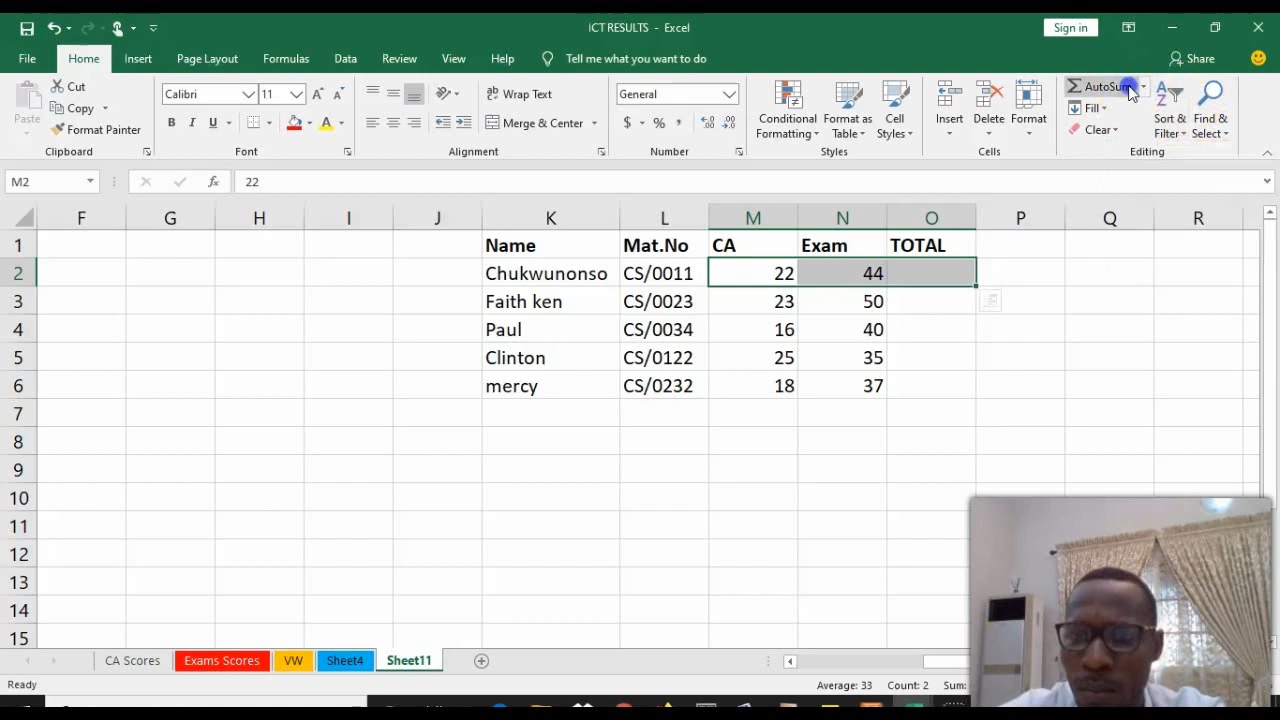 ICT RESULTS - Excel
Sign in
File Home Insert Page Layout Formulas Data Review View Help Tell me what you want to do Share
Paste
Cut
Copy
Format Painter
Clipboard
Calibri 11
B I U
Font
Wrap Text
Merge & Center
Alignment
General
$ % ,
Number
Conditional Formatting
Format as Table
Cell Styles
Styles
Insert
Delete
Format
Cells
Fill
Clear
Sort & Filter
Find & Select
Editing
M2 fx 22
F G H I J K L M N O P Q R
1 Name Mat.No CA Exam TOTAL
2 Chukwunonso CS/0011 22 44
3 Faith ken CS/0023 23 50
4 Paul CS/0034 16 40
5 Clinton CS/0122 25 35
6 mercy CS/0232 18 37
7
8
9
10
11
12
13
14
15
CA Scores Exams Scores VW Sheet4 Sheet11
Ready Average: 33 Count: 2 Sum: